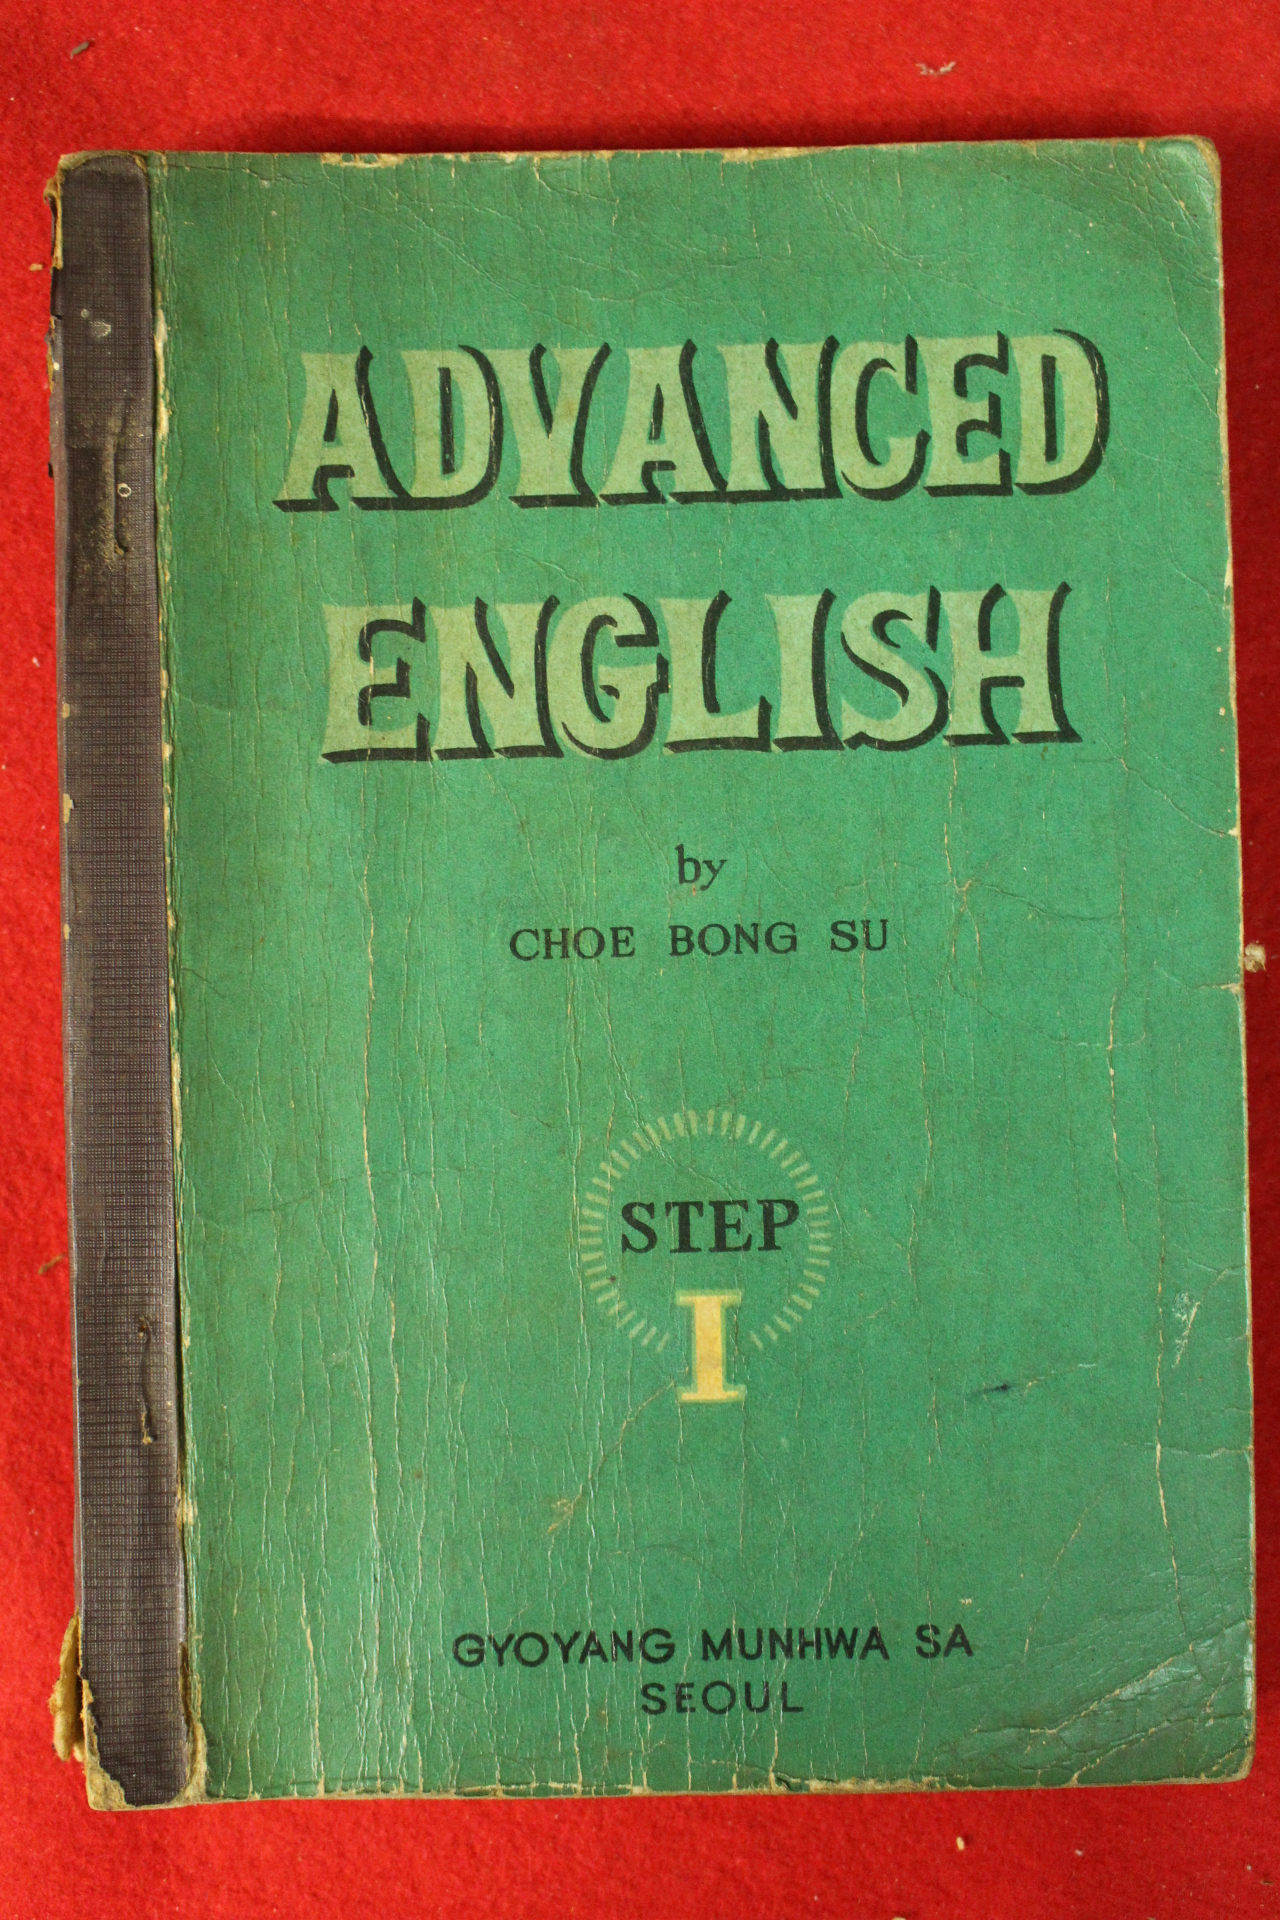 ADVANCED
ENGLISH
by
CHOE BONG SU
STEP
I
GYOYANG MUNHWA SA
SEOUL